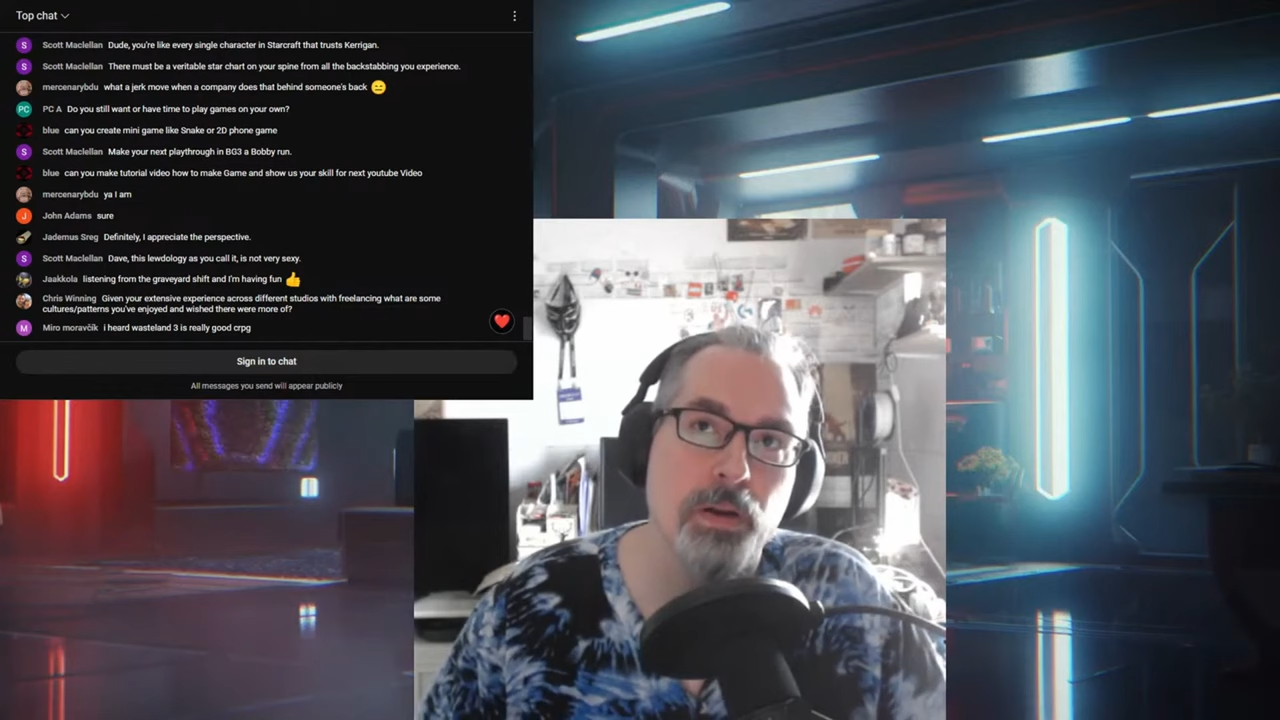 Top chat
Scott Maclellan Dude, you're like every single character in Starcraft that trusts Kerrigan.
Scott Maclellan There must be a veritable star chart on your spine from all the backstabbing you experience.
mercenarybdu what a jerk move when a company does that behind someone's back 😑
PC PC A Do you still want or have time to play games on your own?
blue can you create mini game like Snake or 2D phone game
Scott Maclellan Make your next playthrough in BG3 a Bobby run.
blue can you make tutorial video how to make Game and show us your skill for next youtube Video
mercenarybdu ya I am
J John Adams sure
Jademus Sreg Definitely, I appreciate the perspective.
S Scott Maclellan Dave, this lewdology as you call it, is not very sexy.
Jaakkola listening from the graveyard shift and I'm having fun 👍
Chris Winning Given your extensive experience across different studios with freelancing what are some
cultures/patterns you've enjoyed and wished there were more of?
M Miro moravčík i heard wasteland 3 is really good crpg
Sign in to chat
All messages you send will appear publicly